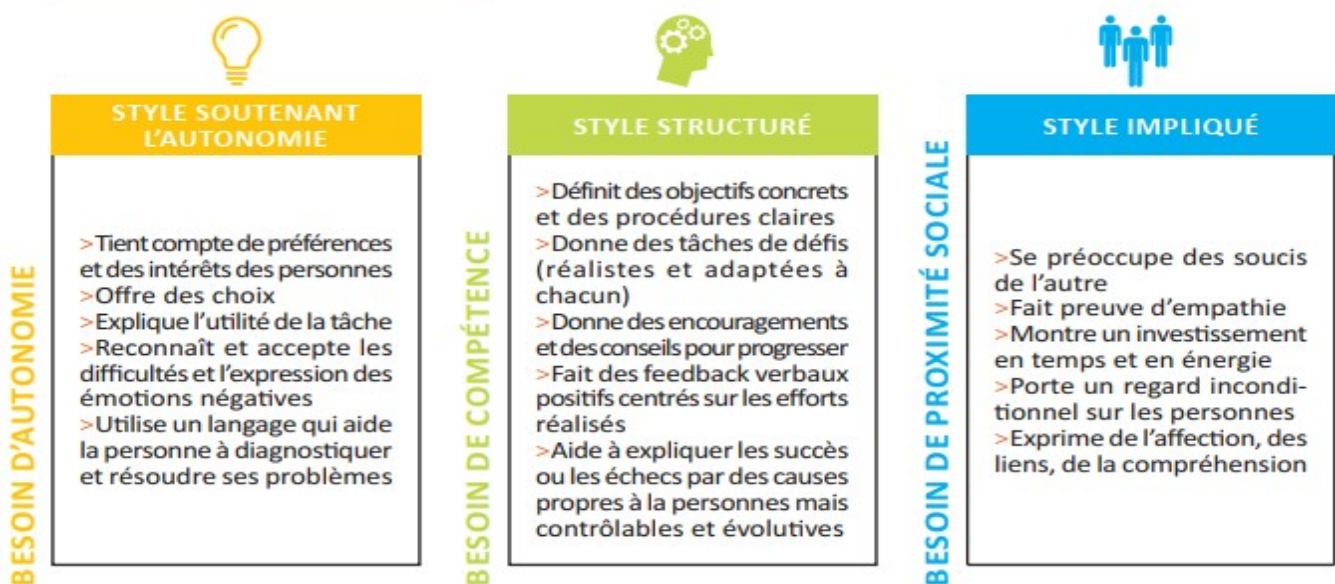 BESOIN D’AUTONOMIE
STYLE SOUTENANT
L’AUTONOMIE
>Tient compte de préférences
et des intérêts des personnes
>Offre des choix
>Explique l’utilité de la tâche
>Reconnaît et accepte les
difficultés et l’expression des
émotions négatives
>Utilise un langage qui aide
la personne à diagnostiquer
et résoudre ses problèmes
BESOIN DE COMPÉTENCE
STYLE STRUCTURÉ
>Définit des objectifs concrets
et des procédures claires
>Donne des tâches de défis
(réalistes et adaptées à
chacun)
>Donne des encouragements
et des conseils pour progresser
>Fait des feedback verbaux
positifs centrés sur les efforts
réalisés
>Aide à expliquer les succès
ou les échecs par des causes
propres à la personnes mais
contrôlables et évolutives
BESOIN DE PROXIMITÉ SOCIALE
STYLE IMPLIQUÉ
>Se préoccupe des soucis
de l’autre
>Fait preuve d’empathie
>Montre un investissement
en temps et en énergie
>Porte un regard incondi-
tionnel sur les personnes
>Exprime de l’affection, des
liens, de la compréhension